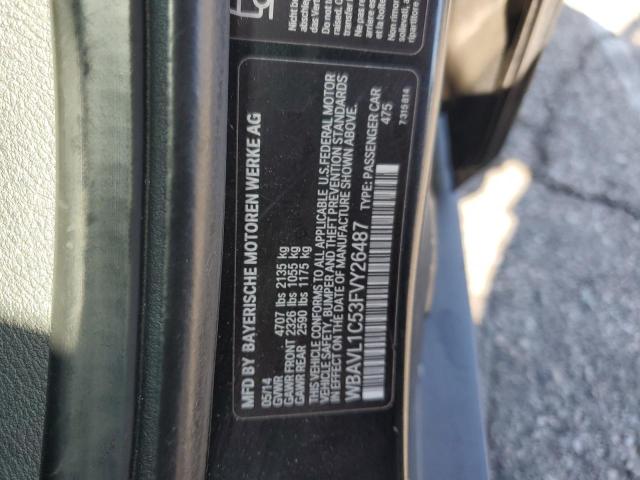 MFD BY BAYERISCHE MOTOREN WERKE AG
05/14
GVWR 4707 lbs 2135 kg
GAWR FRONT 2326 lbs 1055 kg
GAWR REAR 2590 lbs 1175 kg
THIS VEHICLE CONFORMS TO ALL APPLICABLE U.S.FEDERAL MOTOR
VEHICLE SAFETY, BUMPER AND THEFT PREVENTION STANDARDS
IN EFFECT ON THE DATE OF MANUFACTURE SHOWN ABOVE.
WBAVL1C53FVY26487 TYPE: PASSENGER CAR
475
7 315 814